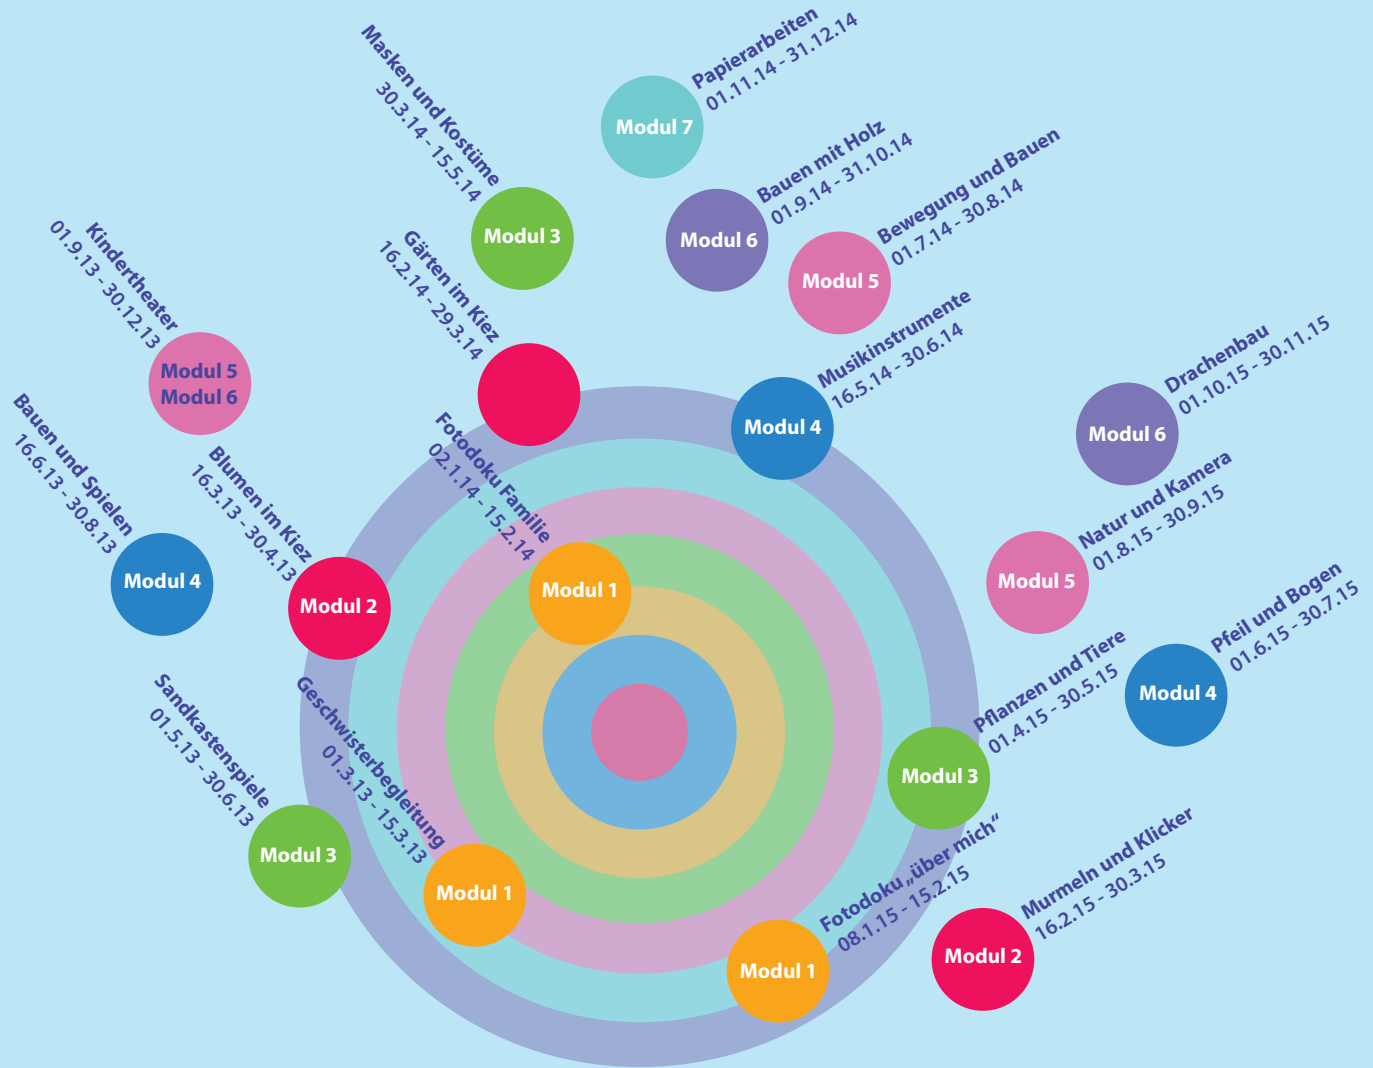 Papierarbeiten
01.11.14 - 31.12.14
Modul 7
Masken und Kostüme
30.3.14 - 15.5.14
Modul 3
Bauen mit Holz
01.9.14 - 31.10.14
Modul 6
Bewegung und Bauen
01.7.14 - 30.8.14
Modul 5
Gärten im Kiez
16.2.14 - 29.3.14
Kindertheater
01.9.13 - 30.12.13
Modul 5
Modul 6
Musikinstrumente
16.5.14 - 30.6.14
Modul 4
Drachenbau
01.10.15 - 30.11.15
Modul 6
Bauen und Spielen
16.6.13 - 30.8.13
Modul 4
Blumen im Kiez
16.3.13 - 30.4.13
Modul 2
Fotodoku Familie
02.1.14 - 15.2.14
Modul 1
Natur und Kamera
01.8.15 - 30.9.15
Modul 5
Pfeil und Bogen
01.6.15 - 30.7.15
Modul 4
Pflanzen und Tiere
01.4.15 - 30.5.15
Modul 3
Sandkastenspiele
01.5.13 - 30.6.13
Modul 3
Geschwisterbegleitung
01.3.13 - 15.3.13
Modul 1
Fotodoku „über mich“
08.1.15 - 15.2.15
Modul 1
Murmeln und Klicker
16.2.15 - 30.3.15
Modul 2